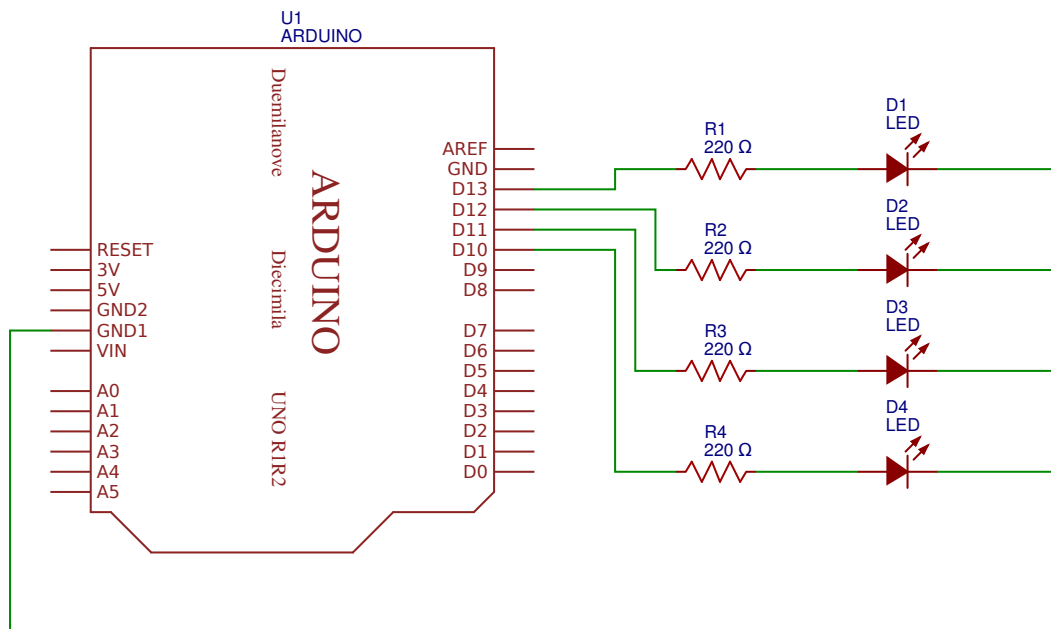 U1
ARDUINO
Duemilanove
ARDUINO
Diecimila
UNO R1R2
RESET
3V
5V
GND2
GND1
VIN
A0
A1
A2
A3
A4
A5
AREF
GND
D13
D12
D11
D10
D9
D8
D7
D6
D5
D4
D3
D2
D1
D0
R1
220 Ω
D1
LED
R2
220 Ω
D2
LED
R3
220 Ω
D3
LED
R4
220 Ω
D4
LED